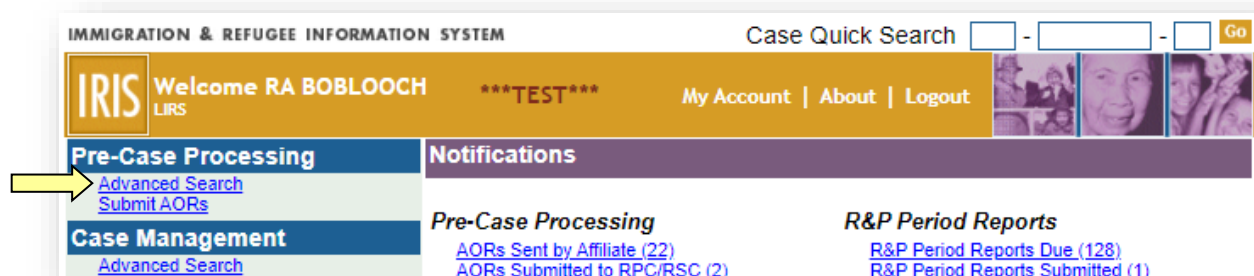 IMMIGRATION & REFUGEE INFORMATION SYSTEM
Case Quick Search - - Go
IRIS Welcome RA BOBLOOCH ***TEST*** My Account | About | Logout
LIRS
Pre-Case Processing
Advanced Search
Submit AORs
Case Management
Advanced Search
Notifications
Pre-Case Processing
AORs Sent by Affiliate (22)
AORs Submitted to RPC/RSC (2)
R&P Period Reports
R&P Period Reports Due (128)
R&P Period Reports Submitted (1)